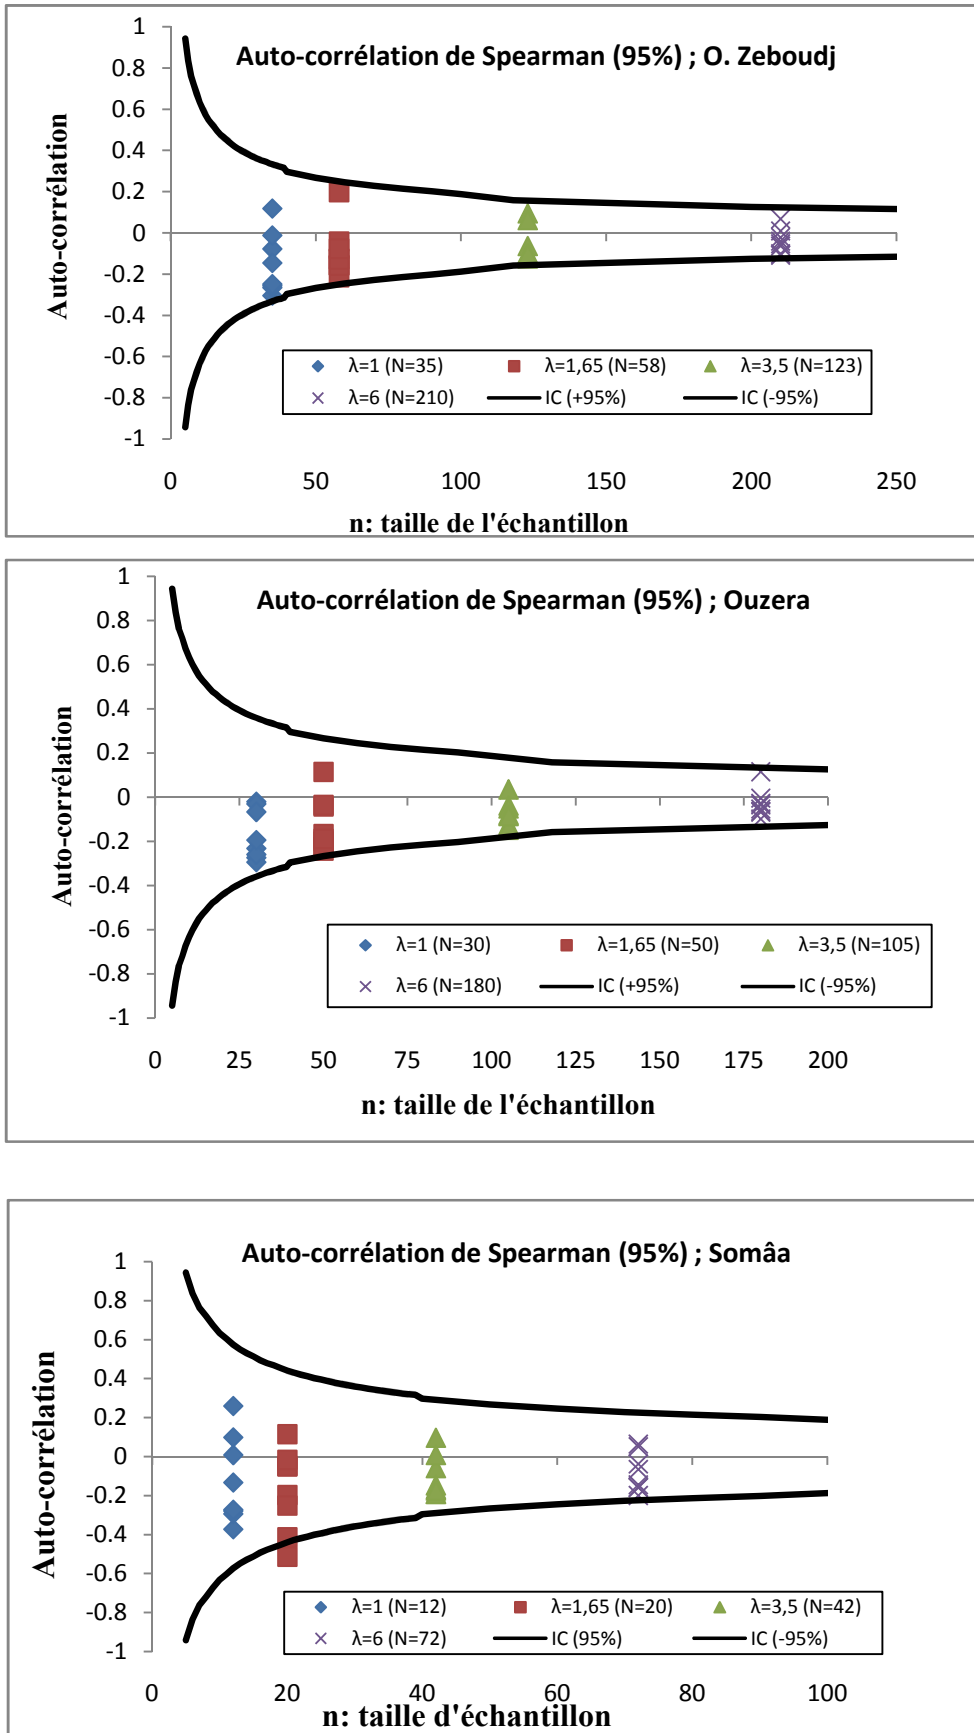 Auto-corrélation de Spearman (95%) ; O. Zeboudj
Auto-corrélation
1
0.8
0.6
0.4
0.2
0
-0.2
-0.4
-0.6
-0.8
-1
0 50 100 150 200 250
n: taille de l'échantillon
λ=1 (N=35) λ=1,65 (N=58) λ=3,5 (N=123)
λ=6 (N=210) IC (+95%) IC (-95%)
Auto-corrélation de Spearman (95%) ; Ouzera
Auto-corrélation
1
0.8
0.6
0.4
0.2
0
-0.2
-0.4
-0.6
-0.8
-1
0 25 50 75 100 125 150 175 200
n: taille de l'échantillon
λ=1 (N=30) λ=1,65 (N=50) λ=3,5 (N=105)
λ=6 (N=180) IC (+95%) IC (-95%)
Auto-corrélation de Spearman (95%) ; Somâa
Auto-corrélation
1
0.8
0.6
0.4
0.2
0
-0.2
-0.4
-0.6
-0.8
-1
0 20 40 60 80 100
n: taille d'échantillon
λ=1 (N=12) λ=1,65 (N=20) λ=3,5 (N=42)
λ=6 (N=72) IC (95%) IC (-95%)